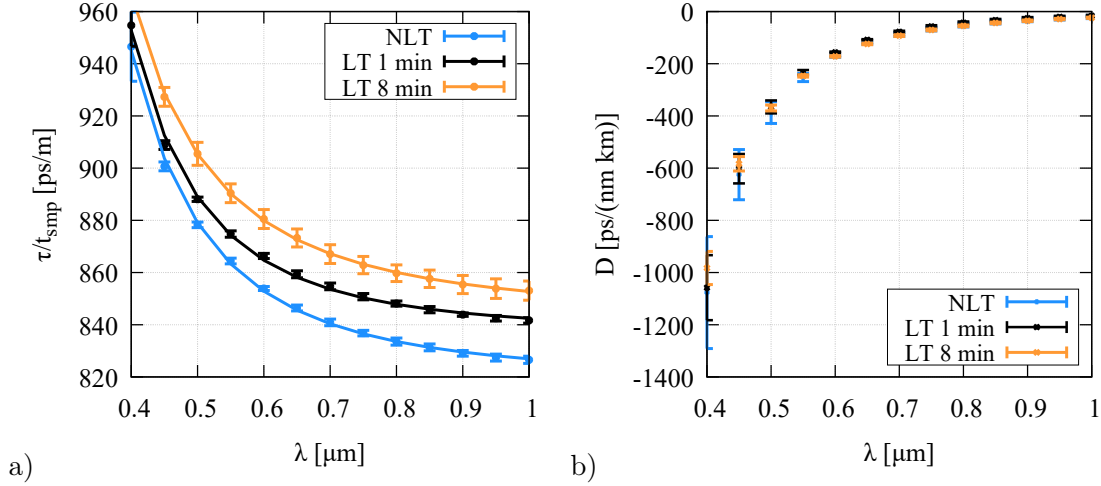 960
940
920
900
880
860
840
820
τ/t_smp [ps/m]
NLT
LT 1 min
LT 8 min
0.4 0.5 0.6 0.7 0.8 0.9 1
λ [μm]
a)
0
-200
-400
-600
-800
-1000
-1200
-1400
D [ps/(nm km)]
NLT
LT 1 min
LT 8 min
0.4 0.5 0.6 0.7 0.8 0.9 1
λ [μm]
b)